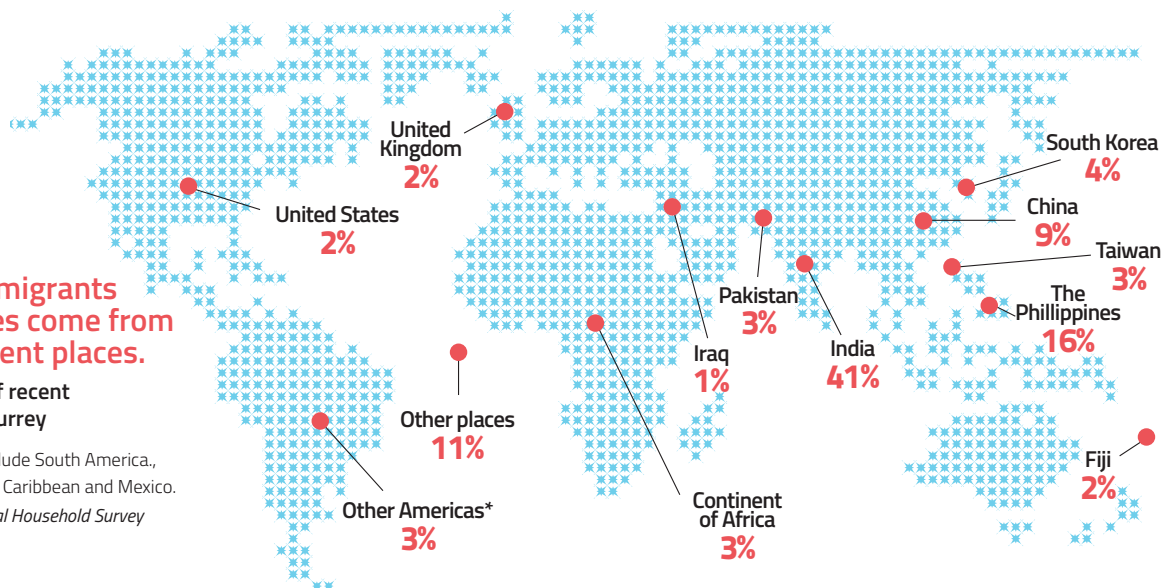 United
Kingdom
2%
United States
2%
South Korea
4%
China
9%
Taiwan
3%
The
Phillippines
16%
Pakistan
3%
India
41%
Iraq
1%
migrants
es come from
ent places.
f recent
urrey
lude South America.,
Caribbean and Mexico.
al Household Survey
Other places
11%
Other Americas*
3%
Continent
of Africa
3%
Fiji
2%